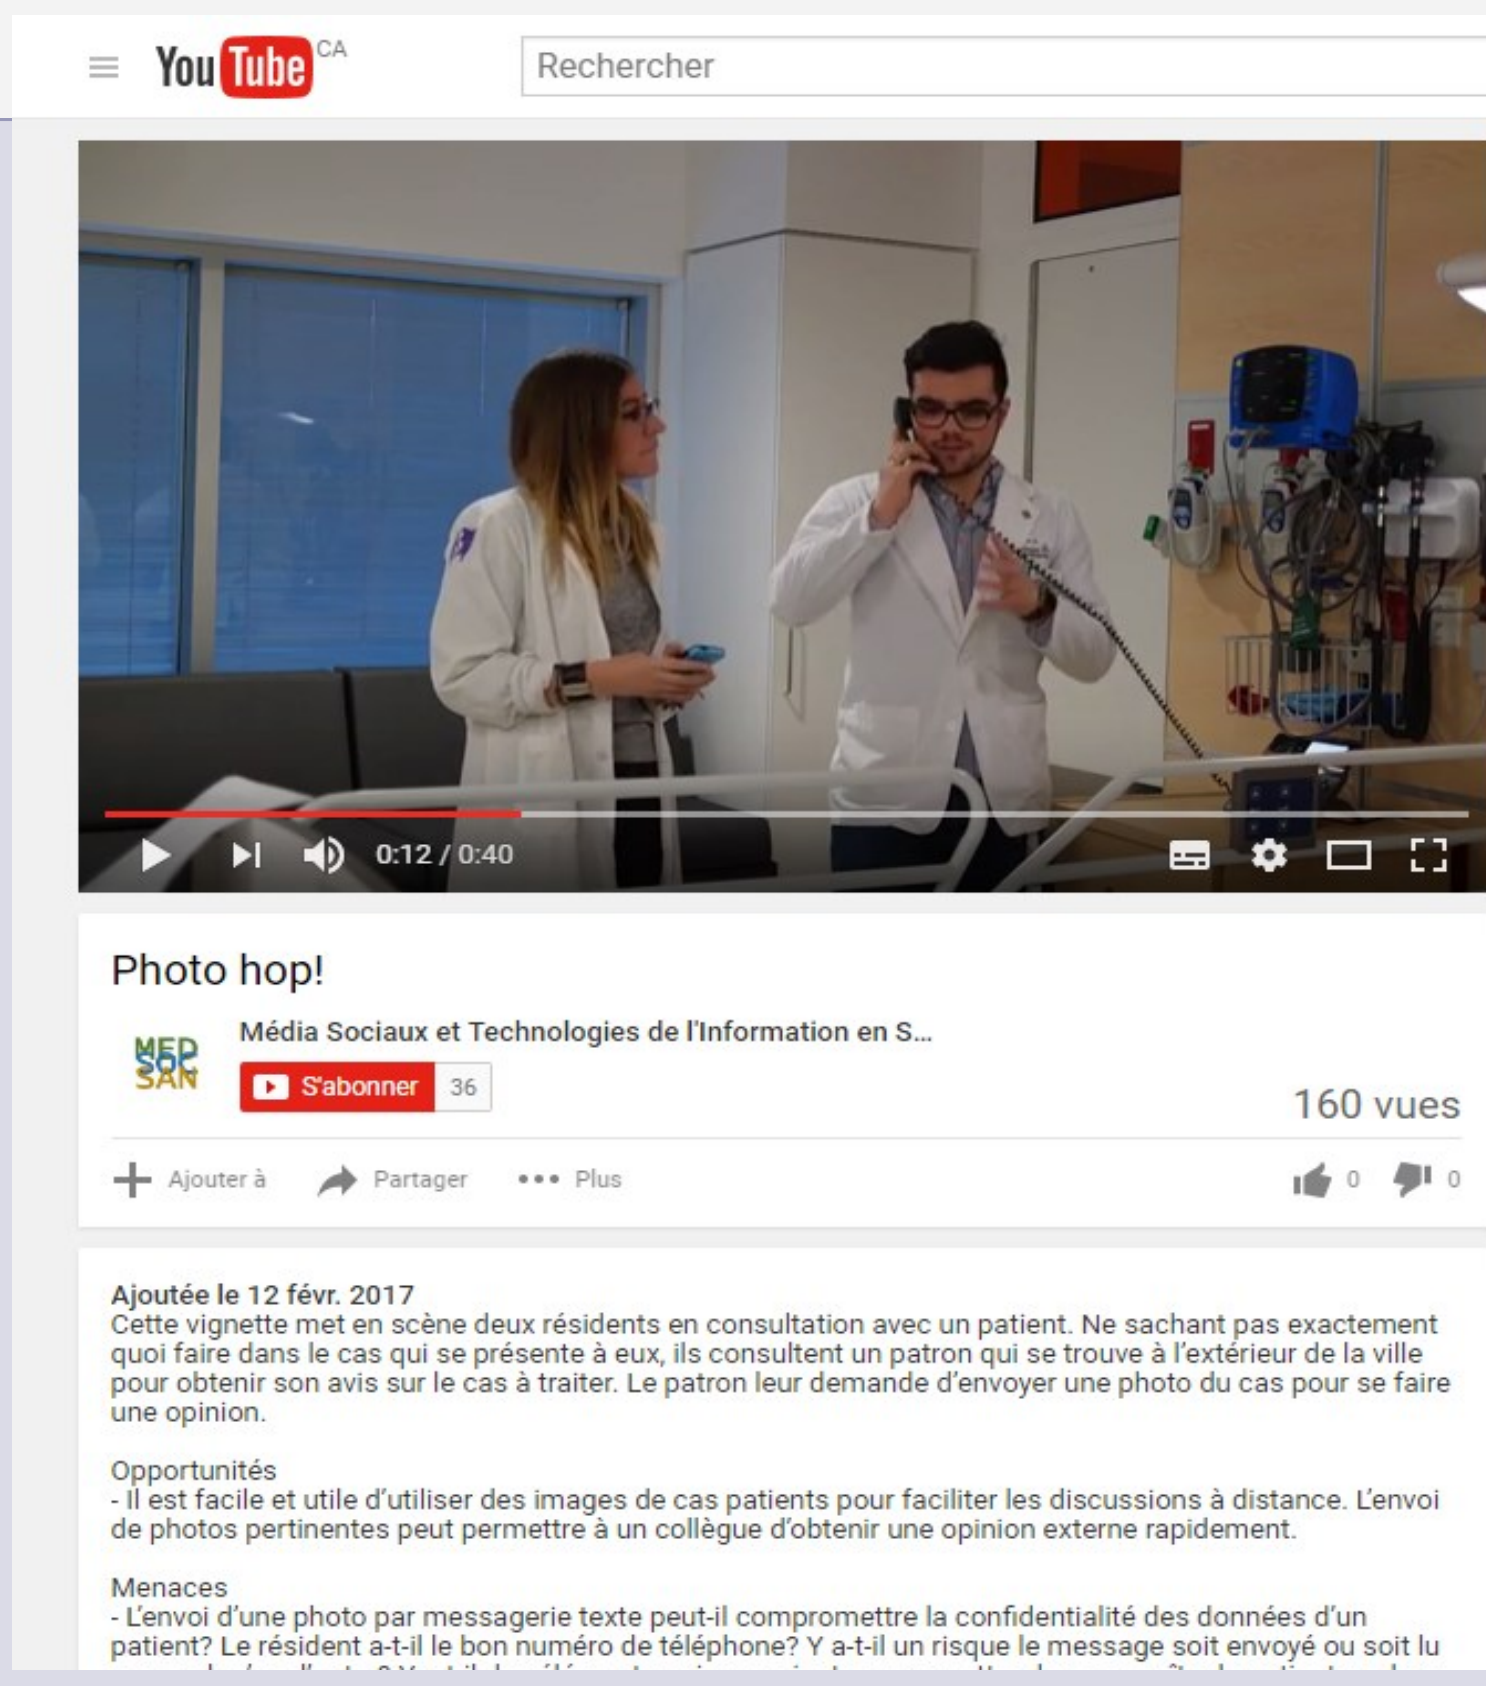 YouTube CA
Rechercher
0:12 / 0:40
Photo hop!
MED
SOC
SAN
Média Sociaux et Technologies de l'Information en S...
S'abonner 36
160 vues
Ajouter à Partager Plus 0 0
Ajoutée le 12 févr. 2017
Cette vignette met en scène deux résidents en consultation avec un patient. Ne sachant pas exactement
quoi faire dans le cas qui se présente à eux, ils consultent un patron qui se trouve à l'extérieur de la ville
pour obtenir son avis sur le cas à traiter. Le patron leur demande d'envoyer une photo du cas pour se faire
une opinion.
Opportunités
- Il est facile et utile d'utiliser des images de cas patients pour faciliter les discussions à distance. L'envoi
de photos pertinentes peut permettre à un collègue d'obtenir une opinion externe rapidement.
Menaces
- L'envoi d'une photo par messagerie texte peut-il compromettre la confidentialité des données d'un
patient? Le résident a-t-il le bon numéro de téléphone? Y a-t-il un risque le message soit envoyé ou soit lu